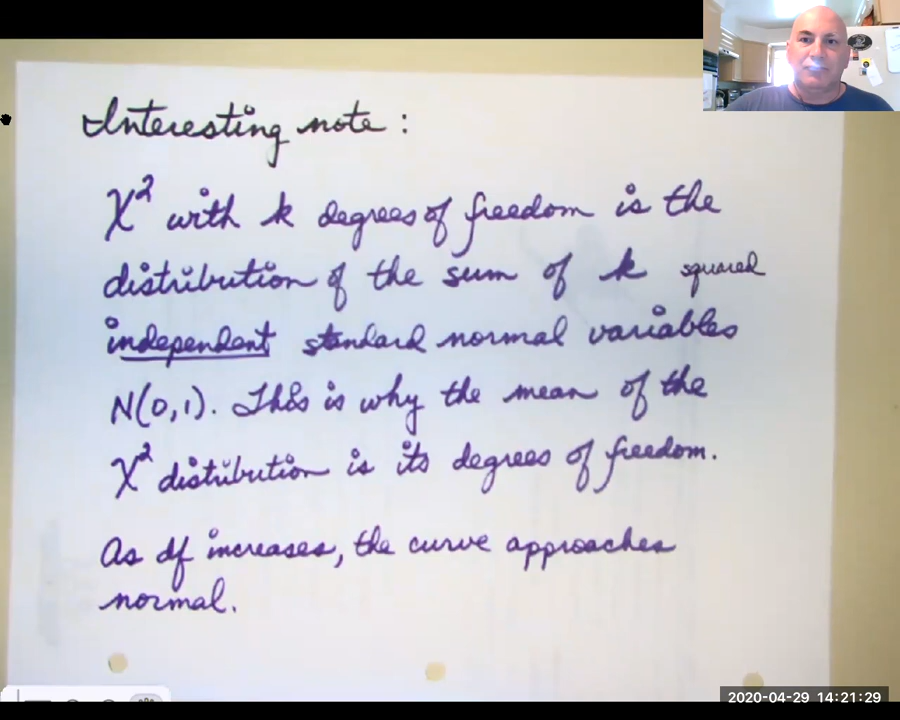 Interesting note:
χ² with k degrees of freedom is the
distribution of the sum of k squared
independent standard normal variables
N(0,1). This is why the mean of the
χ² distribution is its degrees of freedom.
As df increases, the curve approaches
normal.
2020-04-29 14:21:29